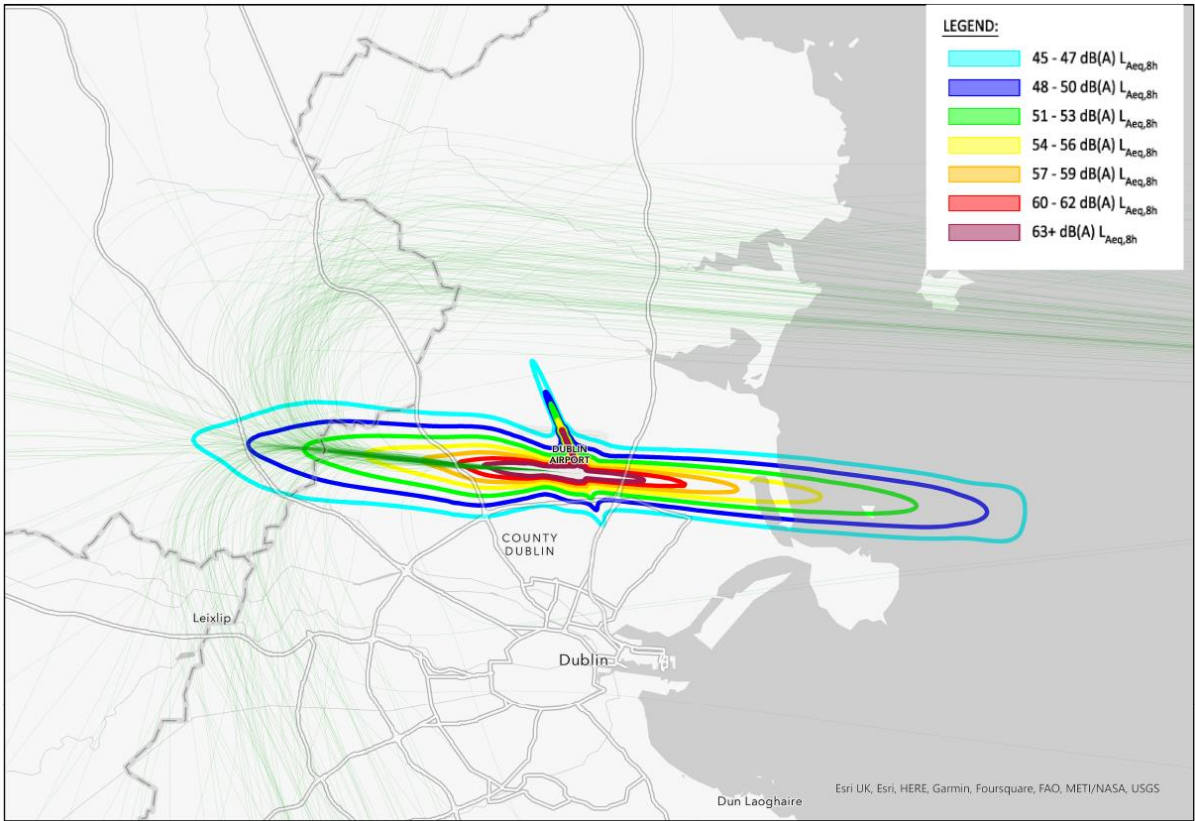 LEGEND:
45 - 47 dB(A) LAeq,8h
48 - 50 dB(A) LAeq,8h
51 - 53 dB(A) LAeq,8h
54 - 56 dB(A) LAeq,8h
57 - 59 dB(A) LAeq,8h
60 - 62 dB(A) LAeq,8h
63+ dB(A) LAeq,8h
DUBLIN
AIRPORT
COUNTY
DUBLIN
Leixlip
Dublin
Dun Laoghaire
Esri UK, Esri, HERE, Garmin, Foursquare, FAO, METI/NASA, USGS